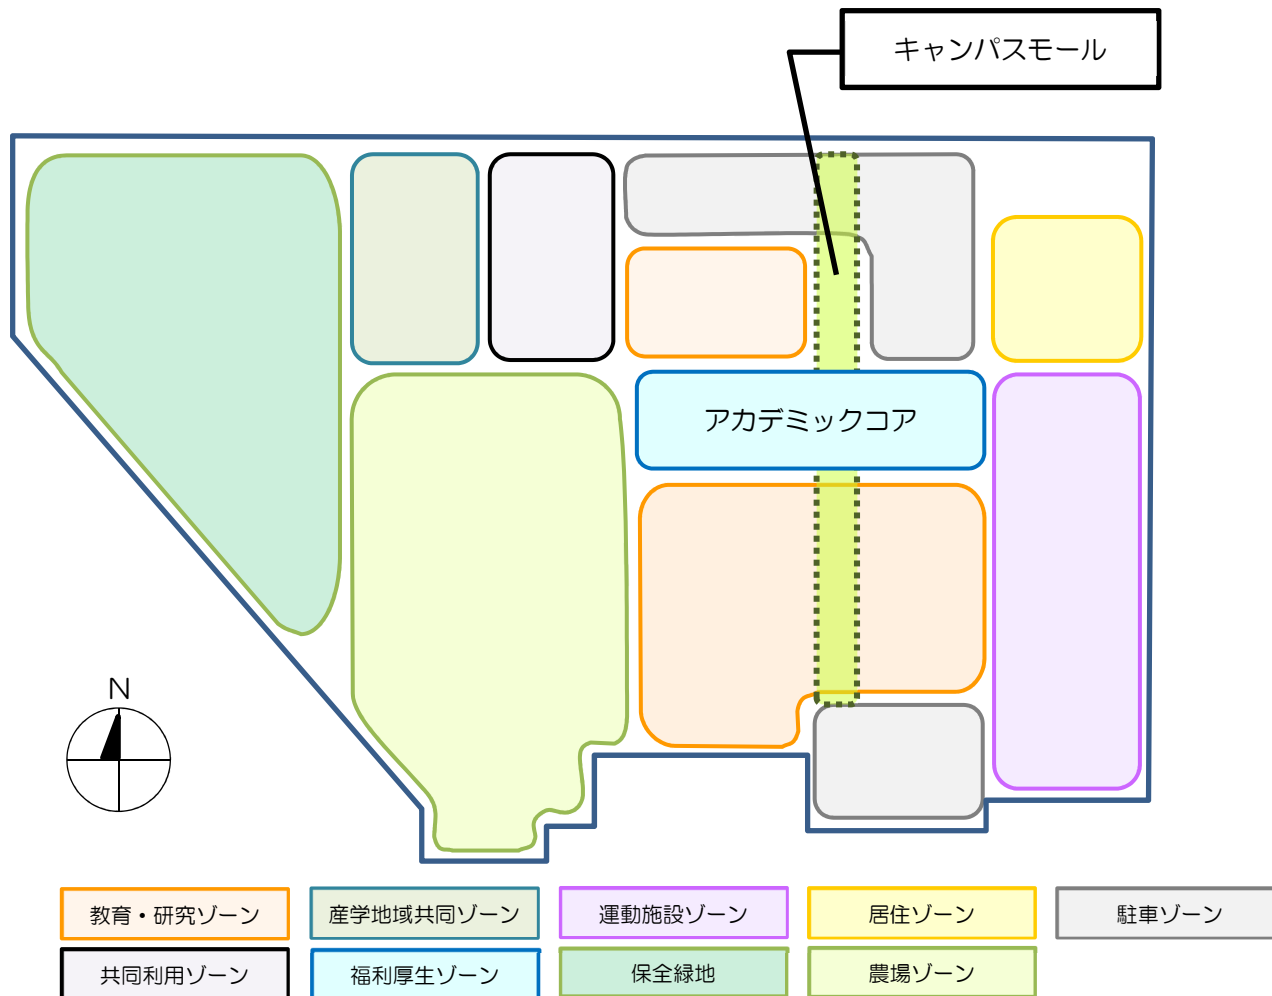 キャンパスモール
アカデミックコア
N
教育・研究ゾーン
産学地域共同ゾーン
運動施設ゾーン
居住ゾーン
駐車ゾーン
共同利用ゾーン
福利厚生ゾーン
保全緑地
農場ゾーン